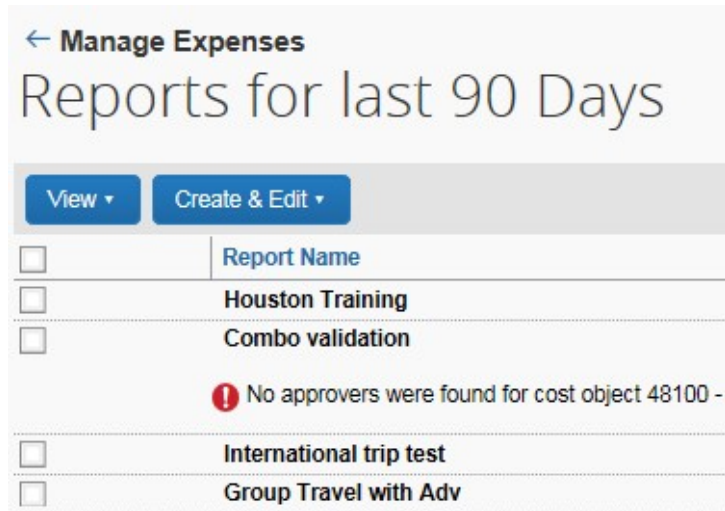 ← Manage Expenses
Reports for last 90 Days
View ▾ Create & Edit ▾
Report Name
Houston Training
Combo validation
No approvers were found for cost object 48100 -
International trip test
Group Travel with Adv